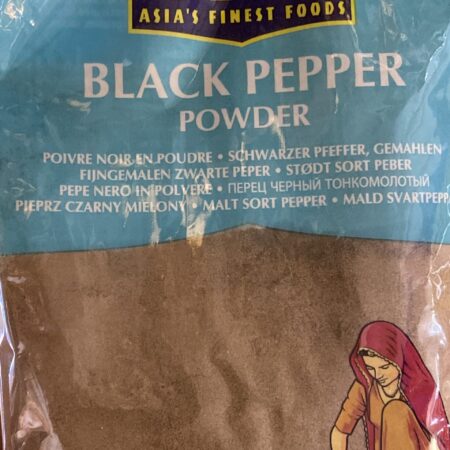 ASIA'S FINEST FOODS
BLACK PEPPER
POWDER
POIVRE NOIR EN POUDRE • SCHWARZER PFEFFER, GEMAHLEN
FIJNGEMALEN ZWARTE PEPER • STØDT SORT PEBER
PEPE NERO IN POLVERE • ПЕРЕЦ ЧЕРНЫЙ ТОНКОМОЛОТЫЙ
PIEPRZ CZARNY MIELONY • MALT SORT PEPPER • MALD SVARTPEPP